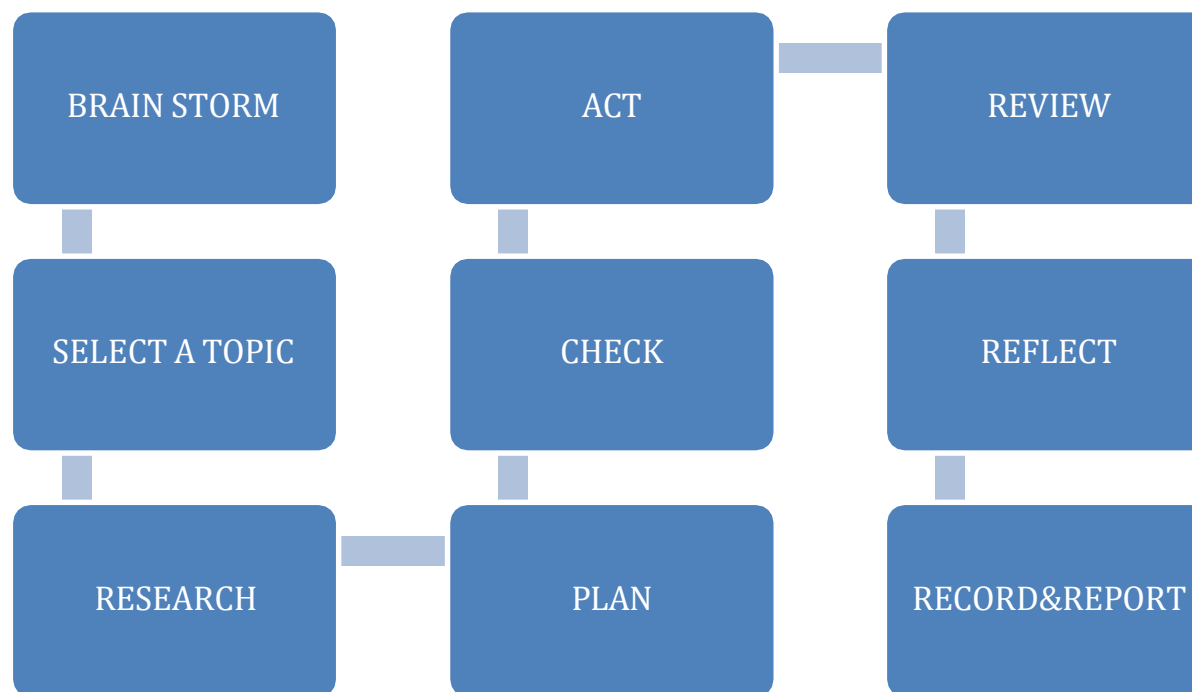 BRAIN STORM
SELECT A TOPIC
RESEARCH
PLAN
CHECK
ACT
REVIEW
REFLECT
RECORD&REPORT